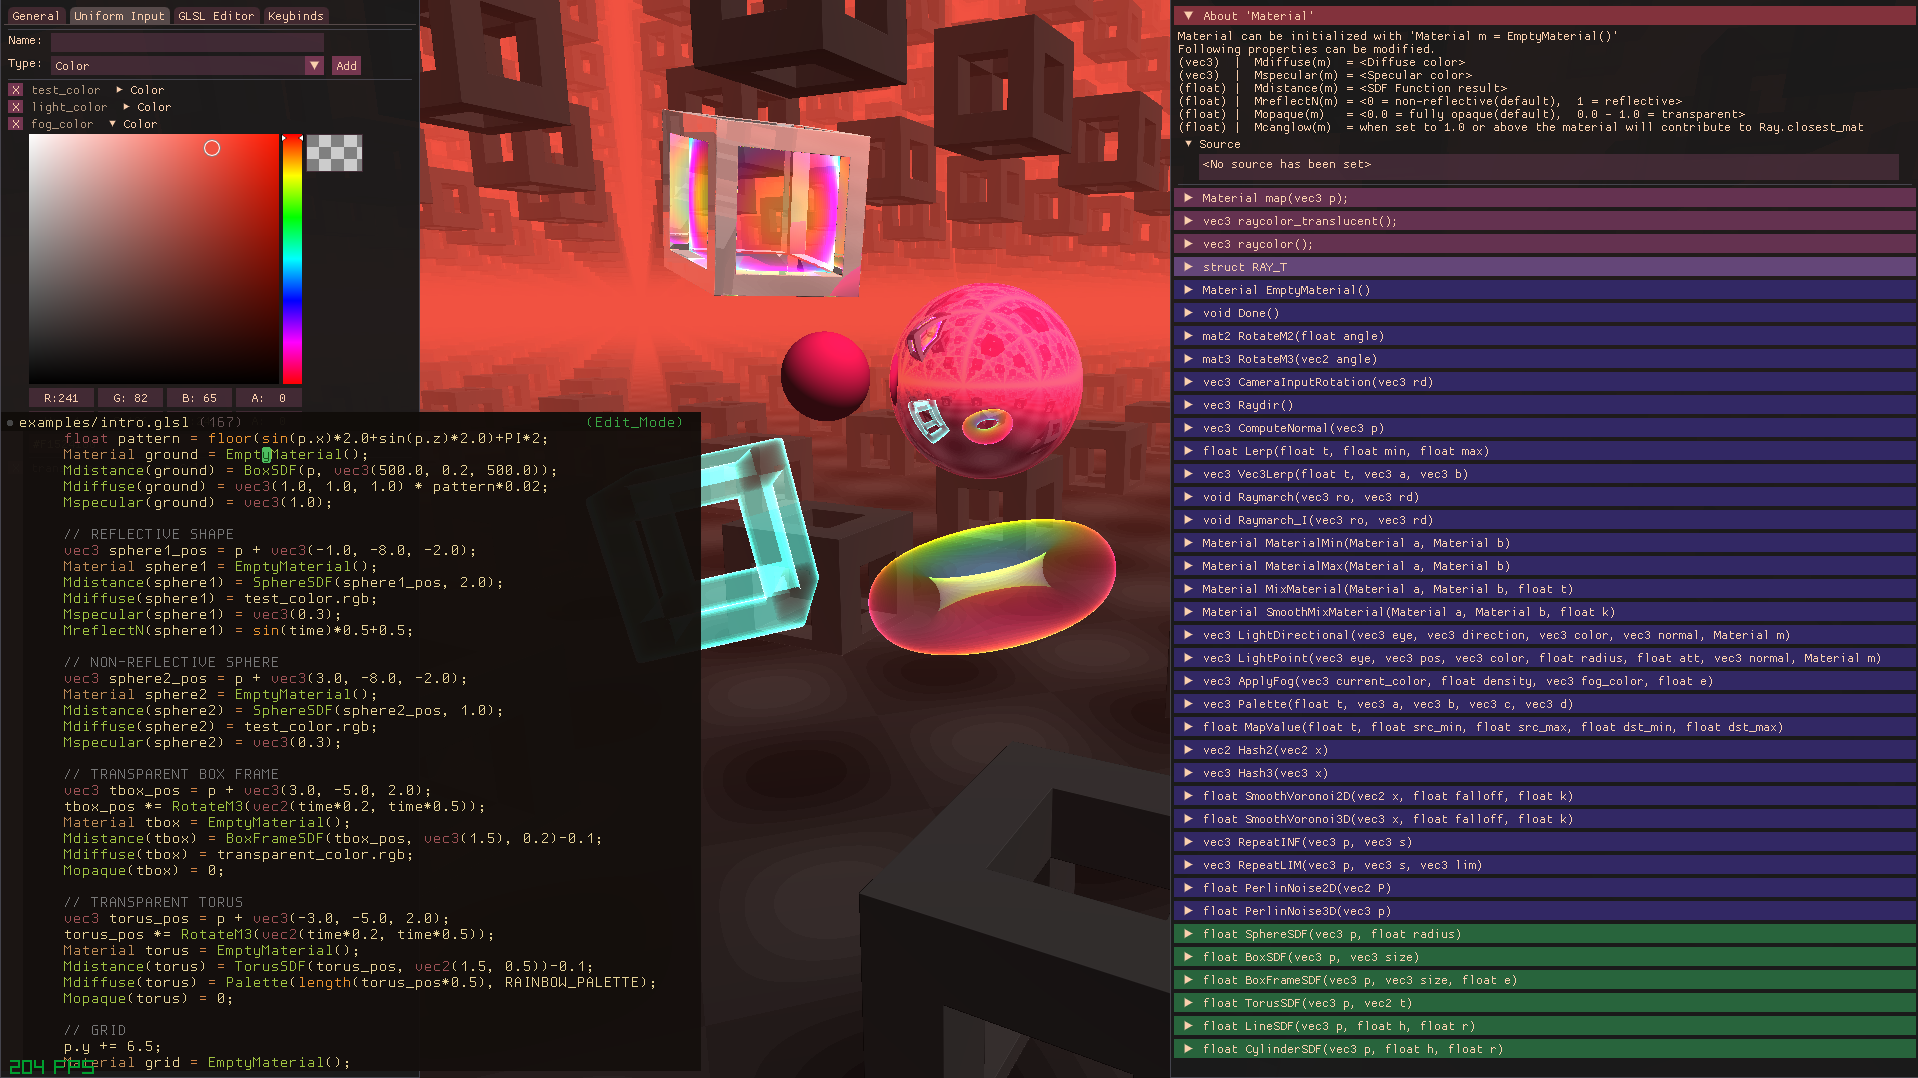 General Uniform Input GLSL Editor Keybinds
Name:
Type: Color Add
X test_color Color
X light_color Color
X fog_color Color
R:241 G: 82 B: 65 A: 0
examples/intro.glsl (167) (Edit_Mode)
float pattern = floor(sin(p.x)*2.0+sin(p.z)*2.0)+PI*2;
Material ground = EmptyMaterial();
Mdistance(ground) = BoxSDF(p, vec3(500.0, 0.2, 500.0));
Mdiffuse(ground) = vec3(1.0, 1.0, 1.0) * pattern*0.02;
Mspecular(ground) = vec3(1.0);
// REFLECTIVE SHAPE
vec3 sphere1_pos = p + vec3(-1.0, -8.0, -2.0);
Material sphere1 = EmptyMaterial();
Mdistance(sphere1) = SphereSDF(sphere1_pos, 2.0);
Mdiffuse(sphere1) = test_color.rgb;
Mspecular(sphere1) = vec3(0.3);
MreflectN(sphere1) = sin(time)*0.5+0.5;
// NON-REFLECTIVE SPHERE
vec3 sphere2_pos = p + vec3(3.0, -8.0, -2.0);
Material sphere2 = EmptyMaterial();
Mdistance(sphere2) = SphereSDF(sphere2_pos, 1.0);
Mdiffuse(sphere2) = test_color.rgb;
Mspecular(sphere2) = vec3(0.3);
// TRANSPARENT BOX FRAME
vec3 tbox_pos = p + vec3(3.0, -5.0, 2.0);
tbox_pos *= RotateM3(vec2(time*0.2, time*0.5));
Material tbox = EmptyMaterial();
Mdistance(tbox) = BoxFrameSDF(tbox_pos, vec3(1.5), 0.2)-0.1;
Mdiffuse(tbox) = transparent_color.rgb;
Mopaque(tbox) = 0;
// TRANSPARENT TORUS
vec3 torus_pos = p + vec3(-3.0, -5.0, 2.0);
torus_pos *= RotateM3(vec2(time*0.2, time*0.5));
Material torus = EmptyMaterial();
Mdistance(torus) = TorusSDF(torus_pos, vec2(1.5, 0.5))-0.1;
Mdiffuse(torus) = Palette(length(torus_pos*0.5), RAINBOW_PALETTE);
Mopaque(torus) = 0;
// GRID
p.y += 6.5;
Material grid = EmptyMaterial();
204 FPS
About 'Material'
Material can be initialized with 'Material m = EmptyMaterial()'
Following properties can be modified.
(vec3) | Mdiffuse(m) = <Diffuse color>
(vec3) | Mspecular(m) = <Specular color>
(float) | Mdistance(m) = <SDF Function result>
(float) | MreflectN(m) = <0 = non-reflective(default), 1 = reflective>
(float) | Mopaque(m) = <0.0 = fully opaque(default), 0.0 - 1.0 = transparent>
(float) | Mcanglow(m) = when set to 1.0 or above the material will contribute to Ray.closest_mat
Source
<No source has been set>
Material map(vec3 p);
vec3 raycolor_translucent();
vec3 raycolor();
struct RAY_T
Material EmptyMaterial()
void Done()
mat2 RotateM2(float angle)
mat3 RotateM3(vec2 angle)
vec3 CameraInputRotation(vec3 rd)
vec3 Raydir()
vec3 ComputeNormal(vec3 p)
float Lerp(float t, float min, float max)
vec3 Vec3Lerp(float t, vec3 a, vec3 b)
void Raymarch(vec3 ro, vec3 rd)
void Raymarch_I(vec3 ro, vec3 rd)
Material MaterialMin(Material a, Material b)
Material MaterialMax(Material a, Material b)
Material MixMaterial(Material a, Material b, float t)
Material SmoothMixMaterial(Material a, Material b, float k)
vec3 LightDirectional(vec3 eye, vec3 direction, vec3 color, vec3 normal, Material m)
vec3 LightPoint(vec3 eye, vec3 pos, vec3 color, float radius, float att, vec3 normal, Material m)
vec3 ApplyFog(vec3 current_color, float density, vec3 fog_color, float e)
vec3 Palette(float t, vec3 a, vec3 b, vec3 c, vec3 d)
float MapValue(float t, float src_min, float src_max, float dst_min, float dst_max)
vec2 Hash2(vec2 x)
vec3 Hash3(vec3 x)
float SmoothVoronoi2D(vec2 x, float falloff, float k)
float SmoothVoronoi3D(vec3 x, float falloff, float k)
vec3 RepeatINF(vec3 p, vec3 s)
vec3 RepeatLIM(vec3 p, vec3 s, vec3 lim)
float PerlinNoise2D(vec2 P)
float PerlinNoise3D(vec3 p)
float SphereSDF(vec3 p, float radius)
float BoxSDF(vec3 p, vec3 size)
float BoxFrameSDF(vec3 p, vec3 size, float e)
float TorusSDF(vec3 p, vec2 t)
float LineSDF(vec3 p, float h, float r)
float CylinderSDF(vec3 p, float h, float r)